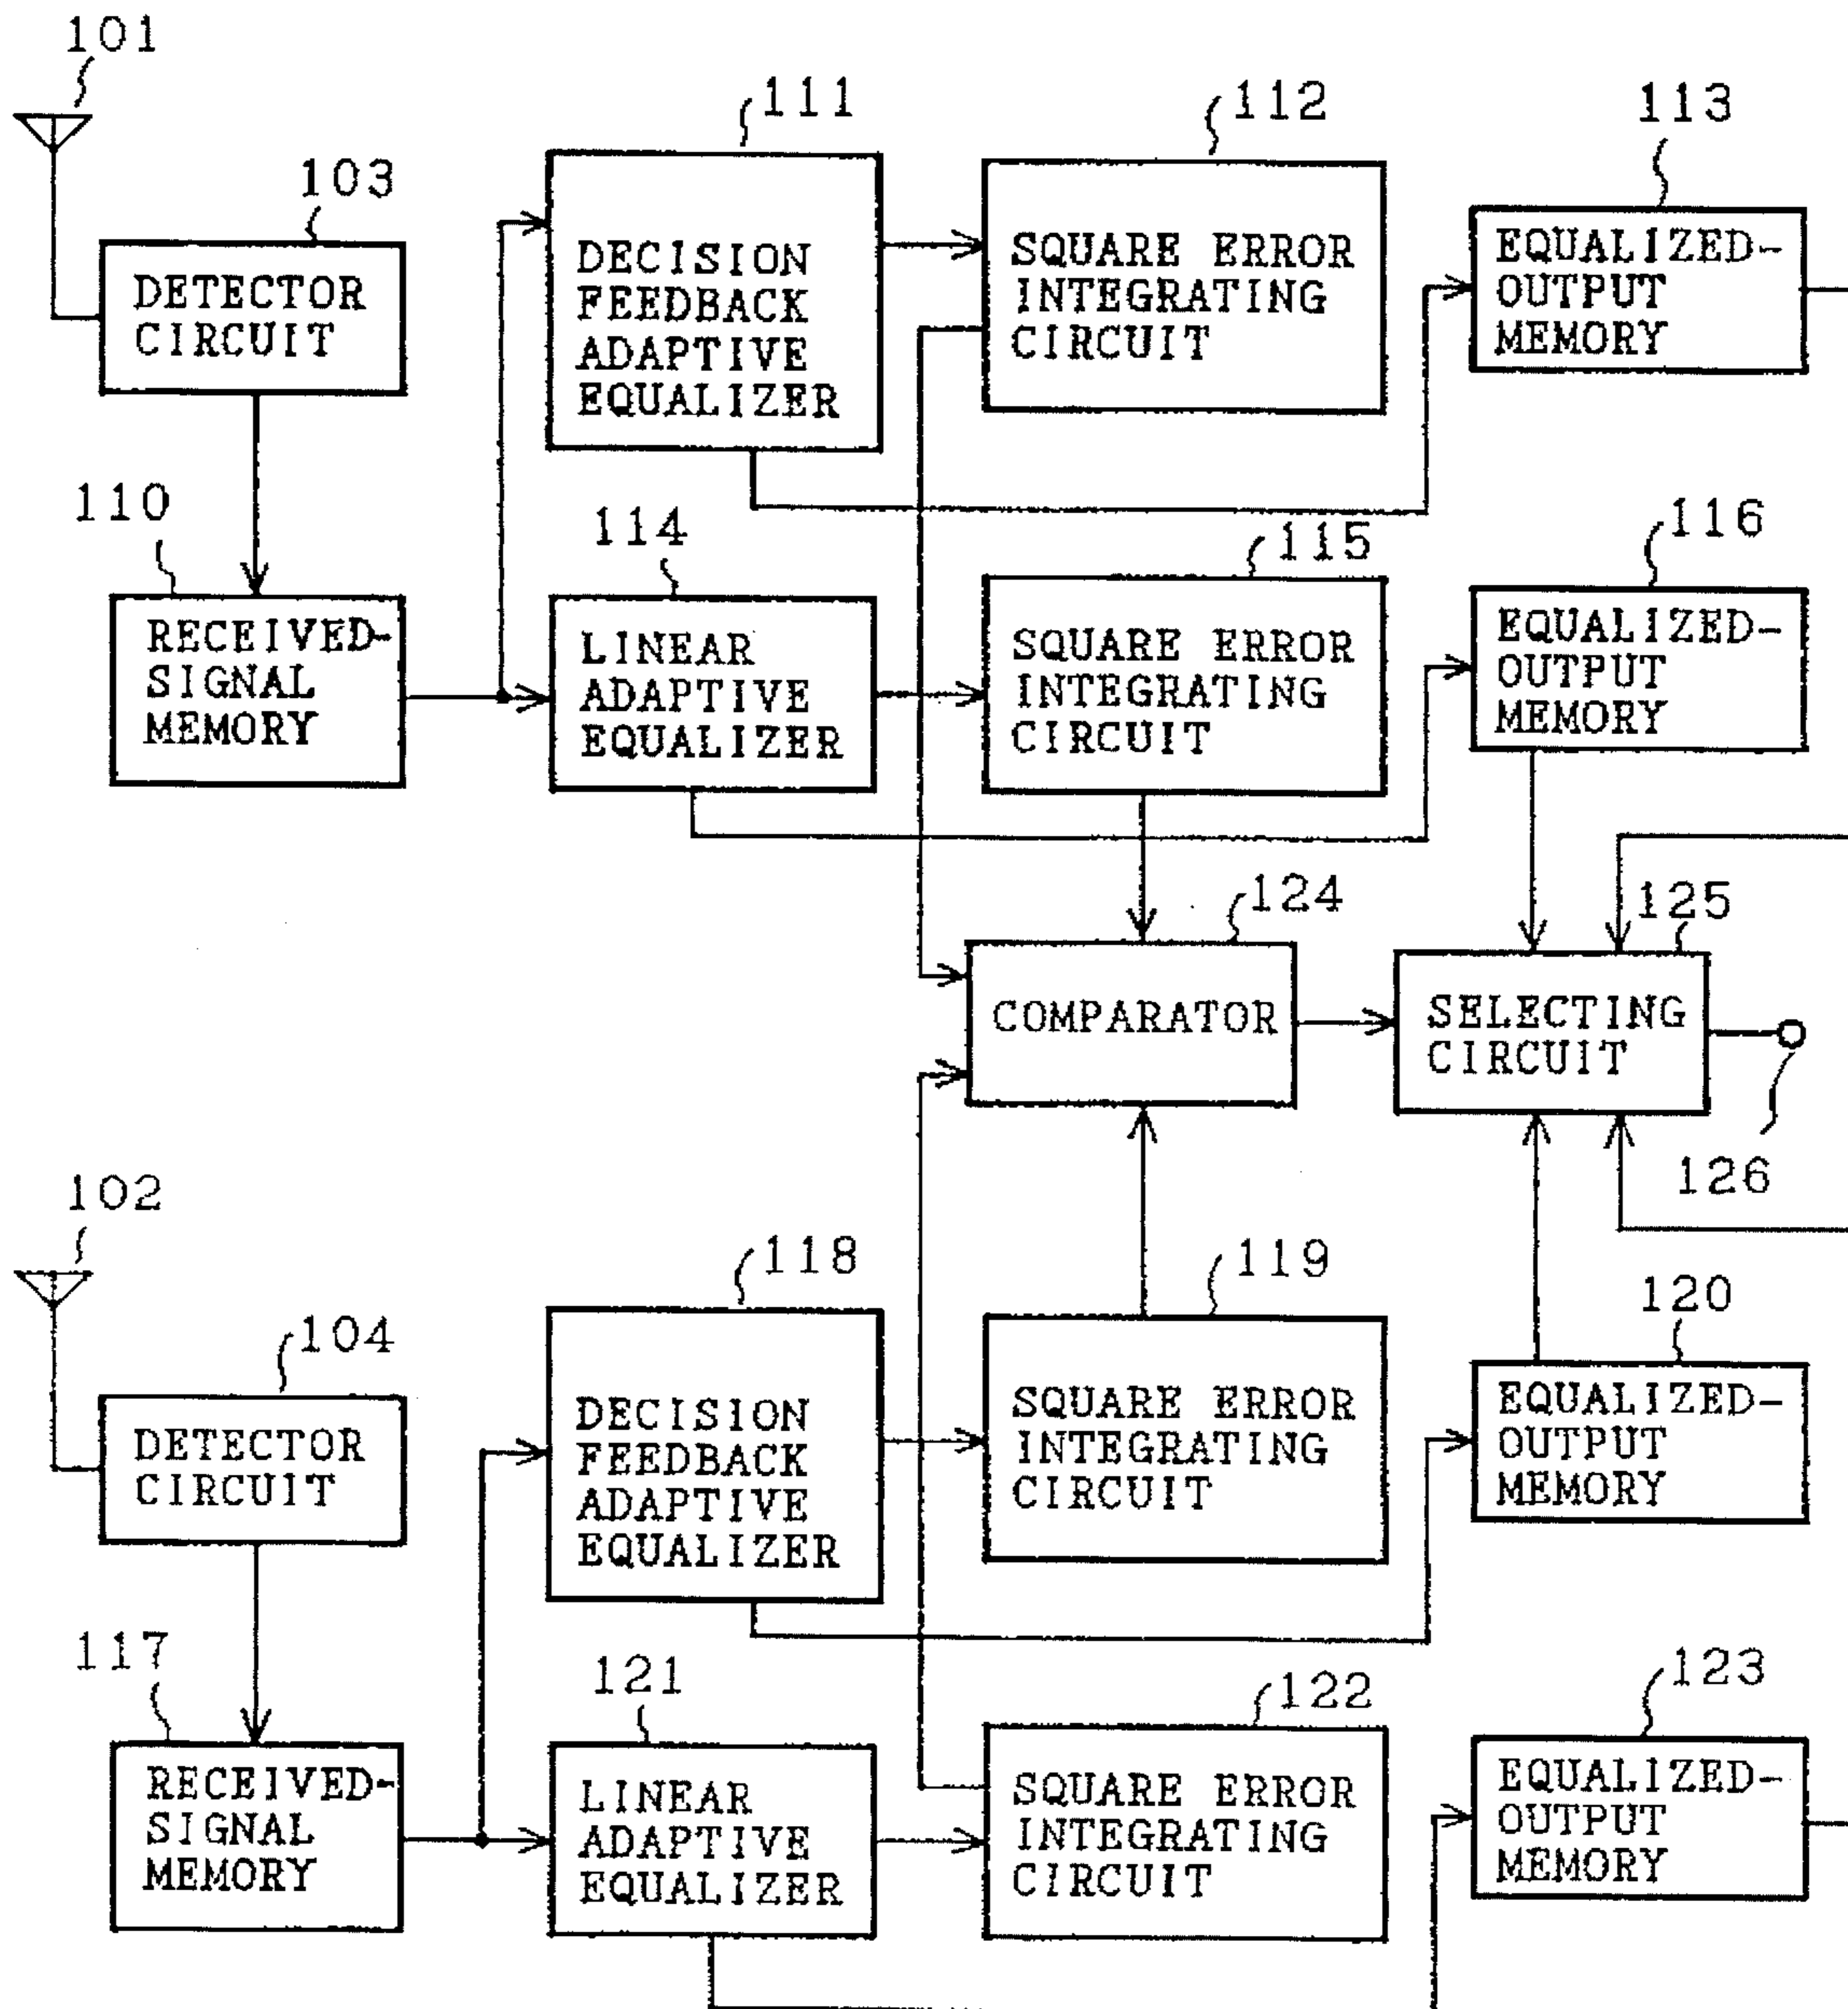 101
111
112
113
103
DETECTOR
CIRCUIT
DECISION
FEEDBACK
ADAPTIVE
EQUALIZER
SQUARE ERROR
INTEGRATING
CIRCUIT
EQUALIZED-
OUTPUT
MEMORY
110
114
115
116
RECEIVED-
SIGNAL
MEMORY
LINEAR
ADAPTIVE
EQUALIZER
SQUARE ERROR
INTEGRATING
CIRCUIT
EQUALIZED-
OUTPUT
MEMORY
124
125
COMPARATOR
SELECTING
CIRCUIT
126
102
118
119
120
104
DETECTOR
CIRCUIT
DECISION
FEEDBACK
ADAPTIVE
EQUALIZER
SQUARE ERROR
INTEGRATING
CIRCUIT
EQUALIZED-
OUTPUT
MEMORY
117
121
122
123
RECEIVED-
SIGNAL
MEMORY
LINEAR
ADAPTIVE
EQUALIZER
SQUARE ERROR
INTEGRATING
CIRCUIT
EQUALIZED-
OUTPUT
MEMORY